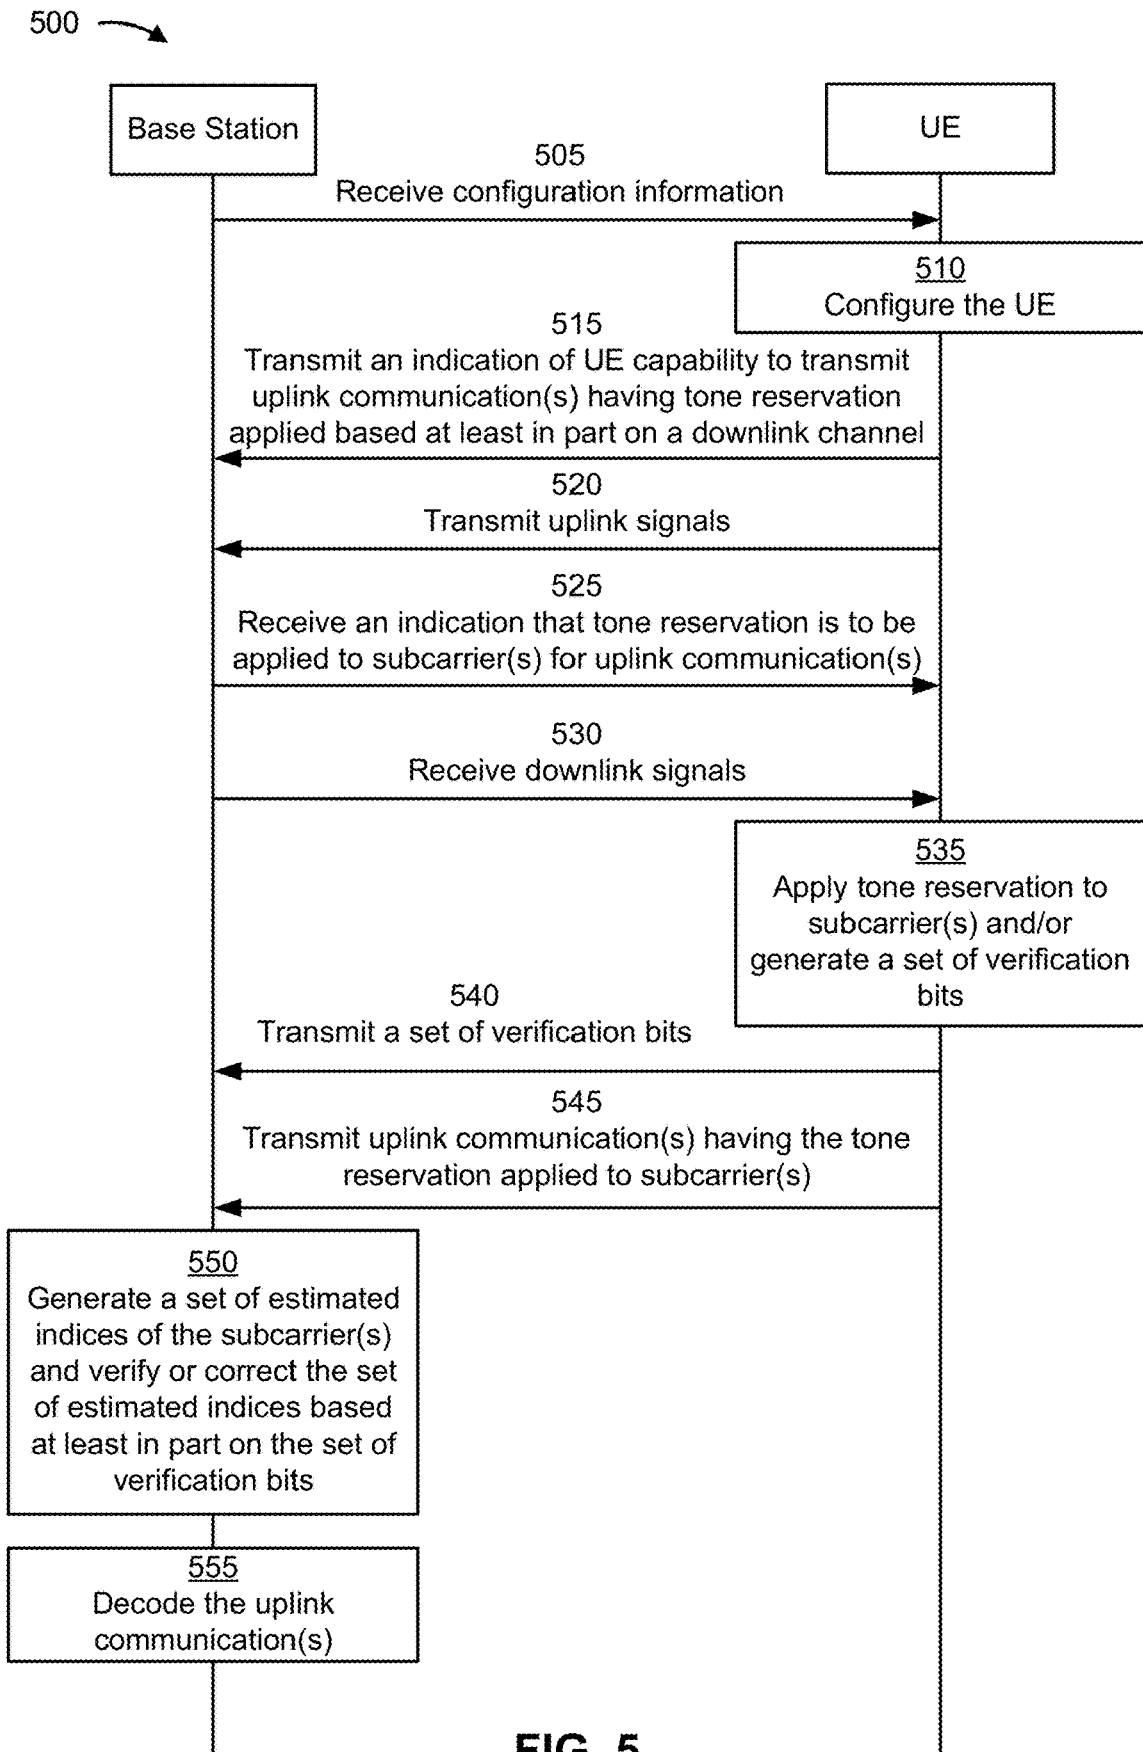 500
Base Station
UE
505
Receive configuration information
510
Configure the UE
515
Transmit an indication of UE capability to transmit
uplink communication(s) having tone reservation
applied based at least in part on a downlink channel
520
Transmit uplink signals
525
Receive an indication that tone reservation is to be
applied to subcarrier(s) for uplink communication(s)
530
Receive downlink signals
535
Apply tone reservation to
subcarrier(s) and/or
generate a set of verification
bits
540
Transmit a set of verification bits
545
Transmit uplink communication(s) having the tone
reservation applied to subcarrier(s)
550
Generate a set of estimated
indices of the subcarrier(s)
and verify or correct the set
of estimated indices based
at least in part on the set of
verification bits
555
Decode the uplink
communication(s)
FIG. 5